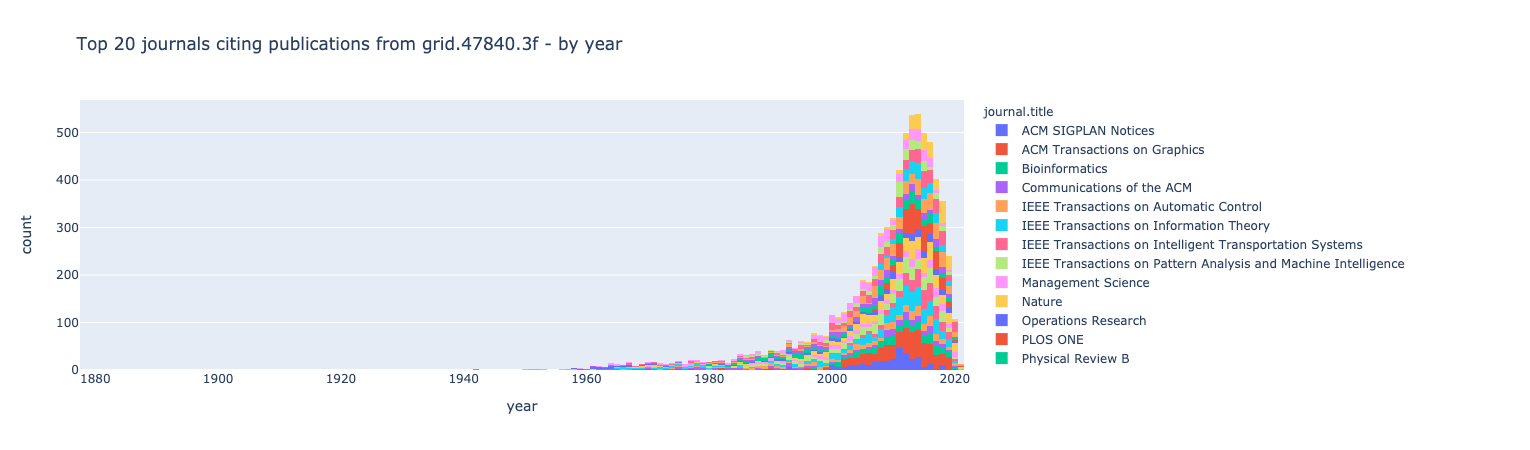 Top 20 journals citing publications from grid.47840.3f - by year
count
500
400
300
200
100
0
1880 1900 1920 1940 1960 1980 2000 2020
year
journal.title
ACM SIGPLAN Notices
ACM Transactions on Graphics
Bioinformatics
Communications of the ACM
IEEE Transactions on Automatic Control
IEEE Transactions on Information Theory
IEEE Transactions on Intelligent Transportation Systems
IEEE Transactions on Pattern Analysis and Machine Intelligence
Management Science
Nature
Operations Research
PLOS ONE
Physical Review B